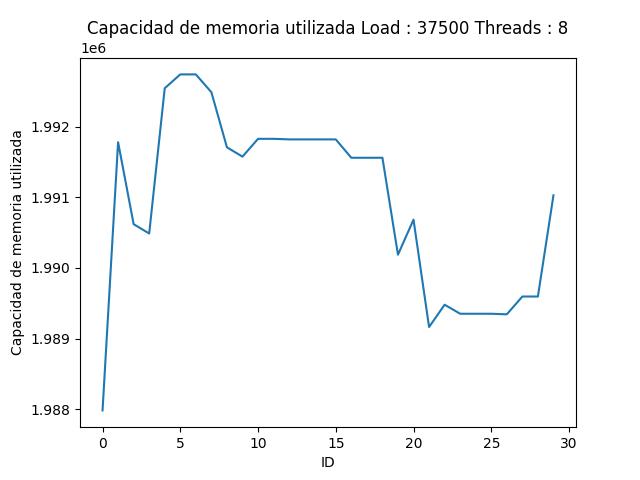 Capacidad de memoria utilizada Load : 37500 Threads : 8
1e6
1.992
1.991
1.990
1.989
1.988
Capacidad de memoria utilizada
0 5 10 15 20 25 30
ID